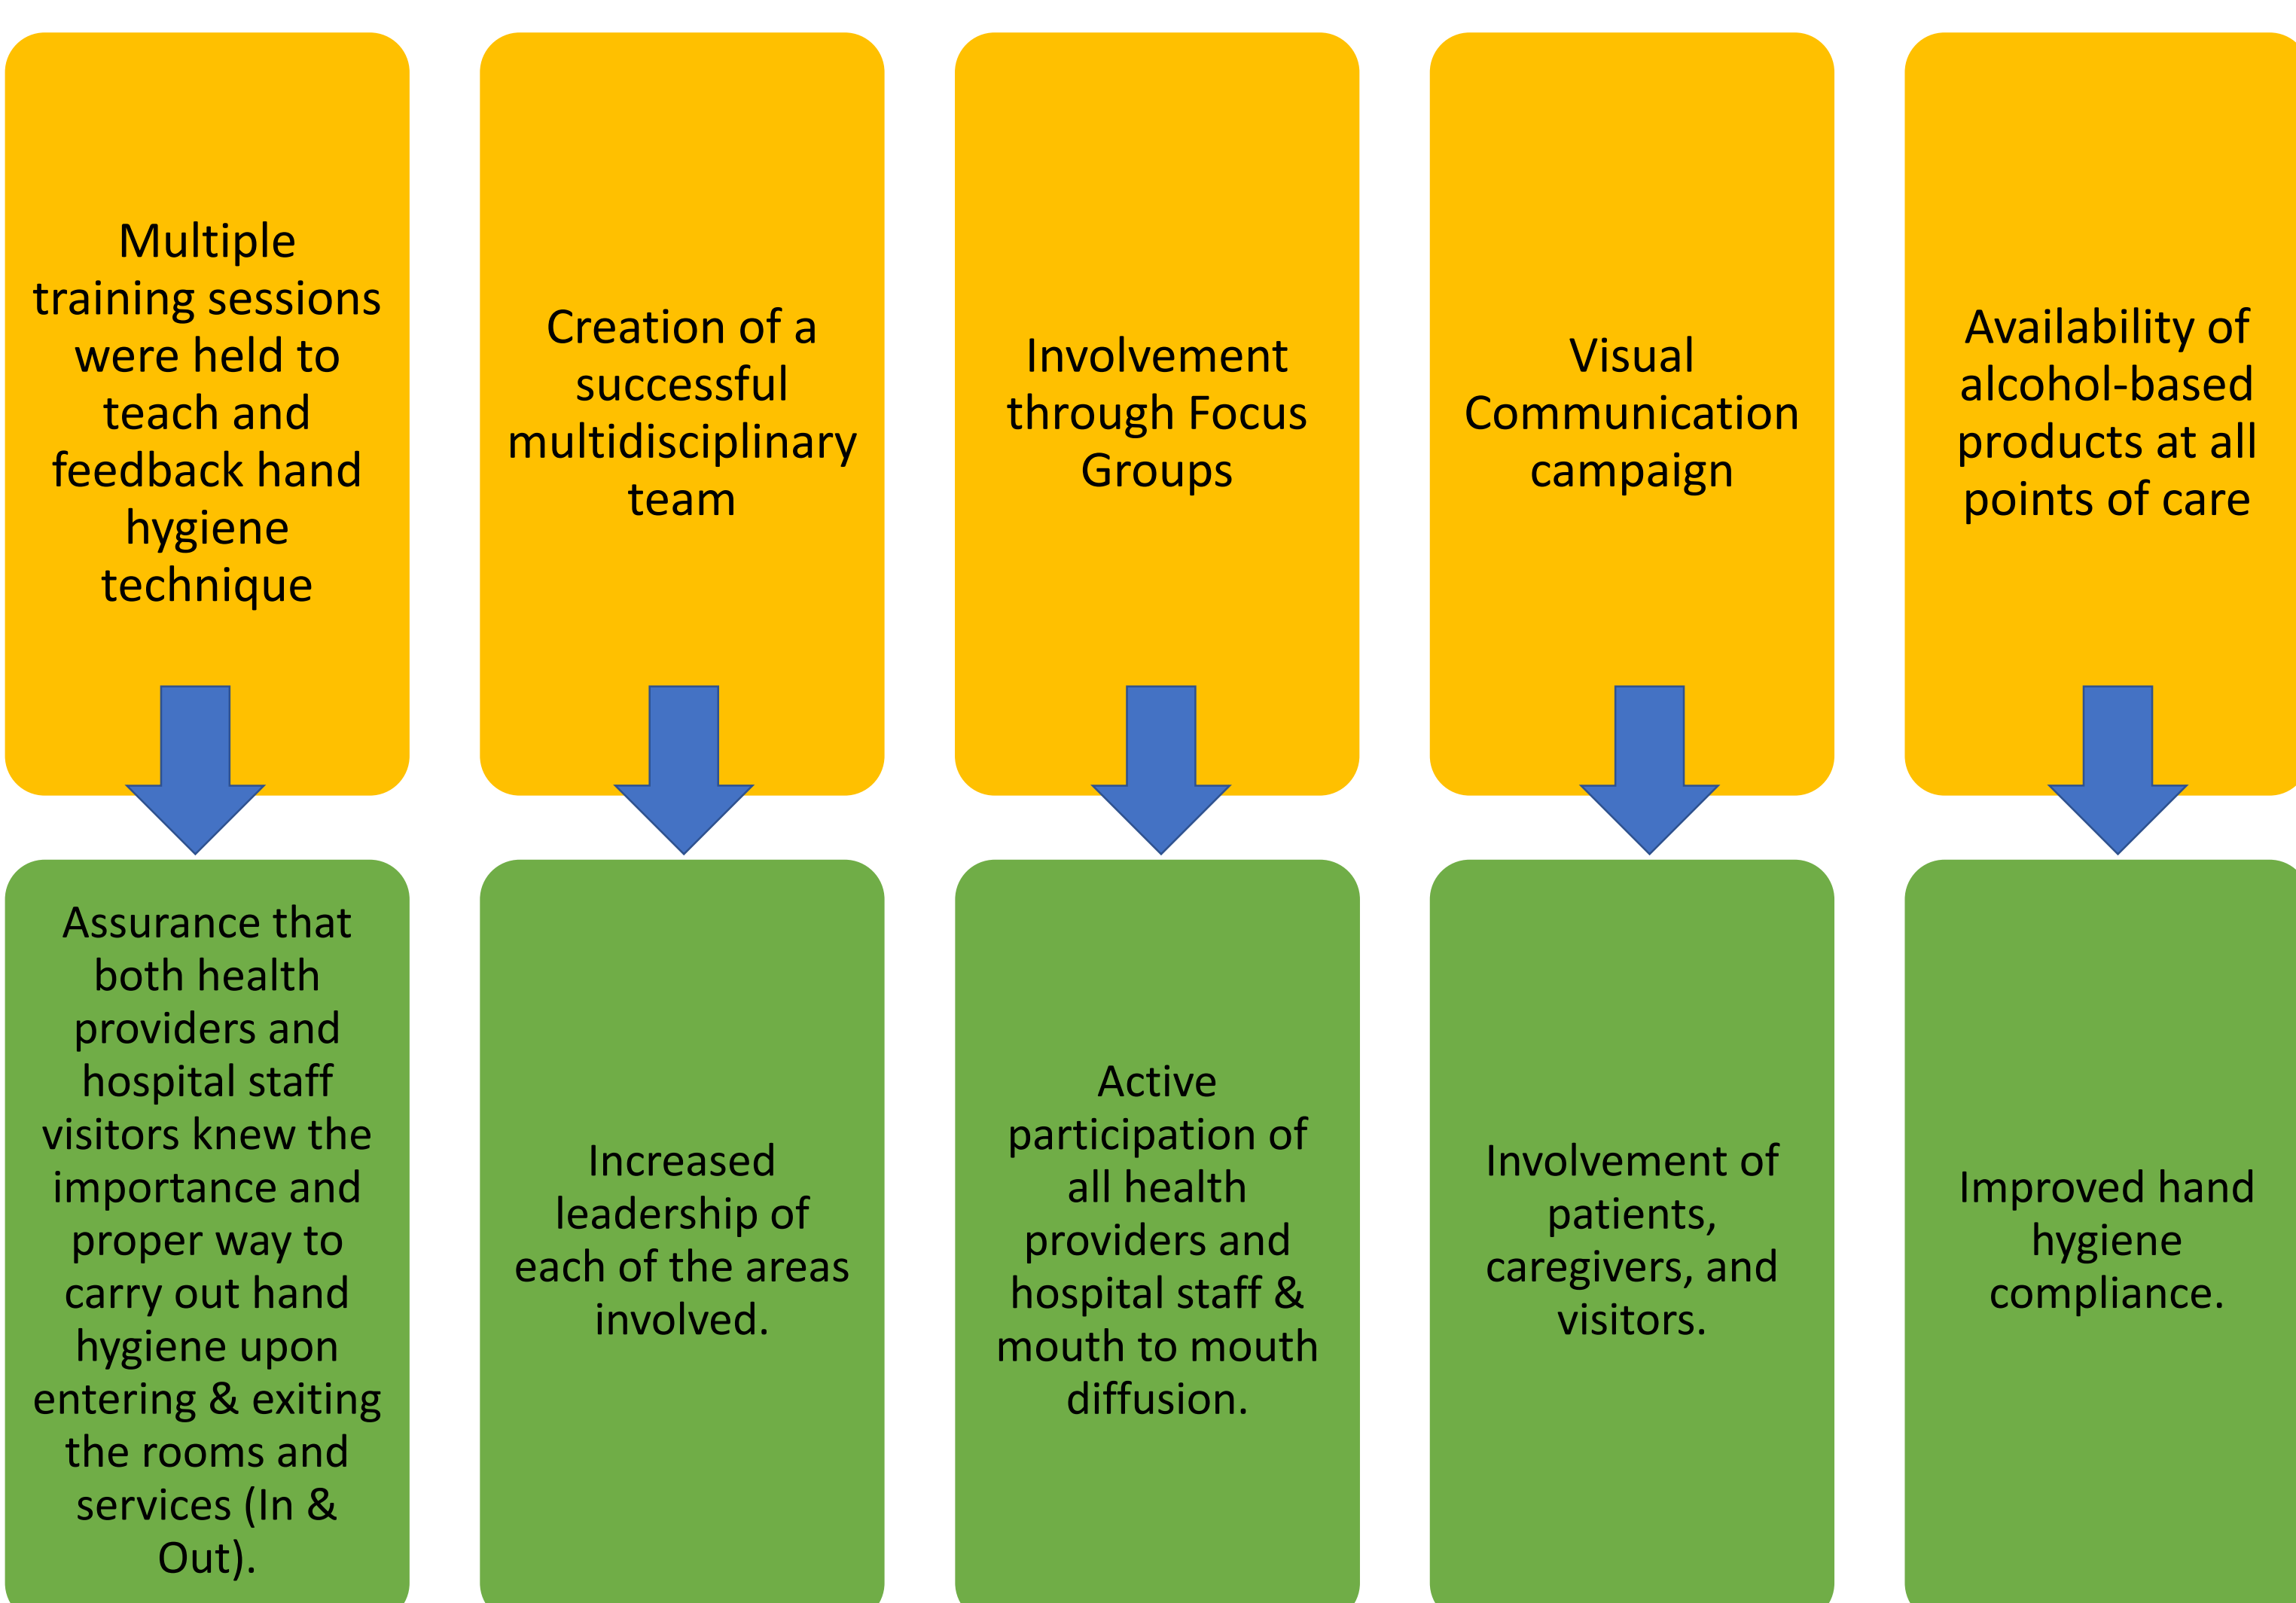 Multiple
training sessions
were held to
teach and
feedback hand
hygiene
technique
Creation of a
successful
multidisciplinary
team
Involvement
through Focus
Groups
Visual
Communication
campaign
Availability of
alcohol-based
products at all
points of care
Assurance that
both health
providers and
hospital staff
visitors knew the
importance and
proper way to
carry out hand
hygiene upon
entering & exiting
the rooms and
services (In &
Out).
Increased
leadership of
each of the areas
involved.
Active
participation of
all health
providers and
hospital staff &
mouth to mouth
diffusion.
Involvement of
patients,
caregivers, and
visitors.
Improved hand
hygiene
compliance.